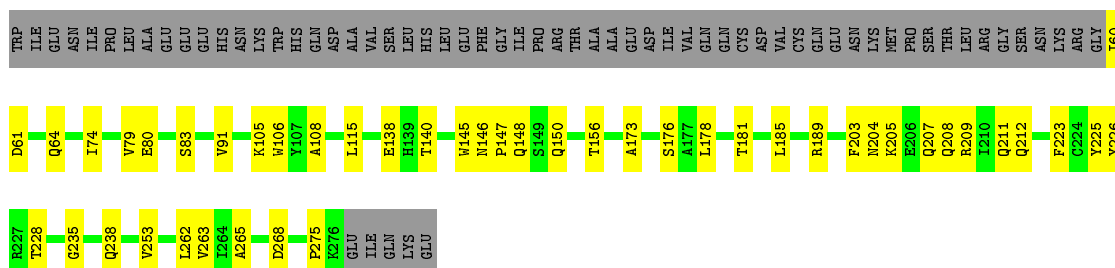 TRP ILE GLU ASN ILE PRO LEU ALA GLU GLU GLU HIS ASN LYS TRP HIS GLN ASP ALA VAL SER LEU HIS LEU GLU PHE GLY ILE PRO ARG THR ALA ALA GLU ASP ILE VAL GLN GLN CYS ASP VAL CYS GLN GLU ASN LYS MET PRO SER THR LEU ARG GLY SER ASN LYS ARG GLY I60
D61 Q64 I74 V79 E80 S83 V91 K105 W106 Y107 A108 L115 E138 H139 T140 W145 N146 P147 Q148 S149 Q150 T156 A173 S176 A177 L178 T181 L185 R189 F203 N204 K205 E206 Q207 Q208 R209 I210 Q211 Q212 F223 C224 Y225 Y226
R227 T228 G235 Q238 V253 L262 V263 I264 A265 D268 P275 K276 GLU ILE GLN LYS GLU